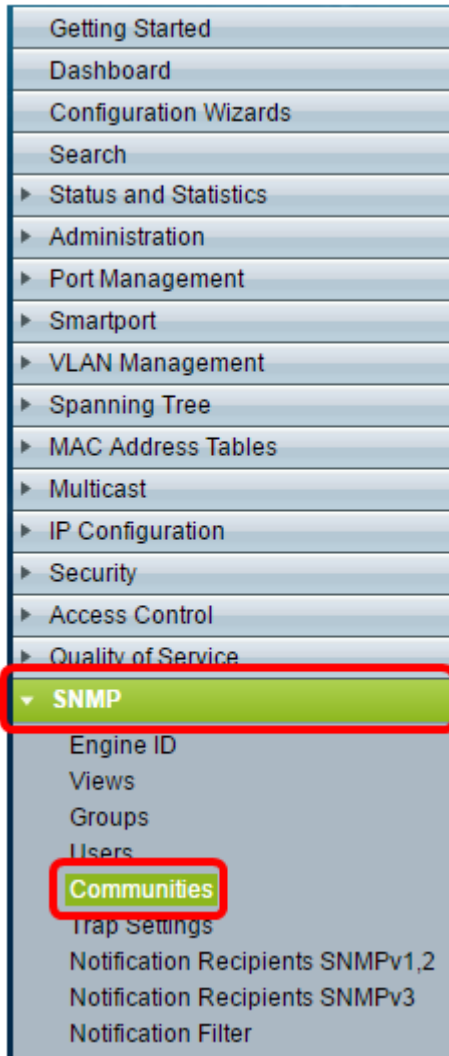 Getting Started
Dashboard
Configuration Wizards
Search
Status and Statistics
Administration
Port Management
Smartport
VLAN Management
Spanning Tree
MAC Address Tables
Multicast
IP Configuration
Security
Access Control
Quality of Service
SNMP
Engine ID
Views
Groups
Users
Communities
Trap Settings
Notification Recipients SNMPv1,2
Notification Recipients SNMPv3
Notification Filter